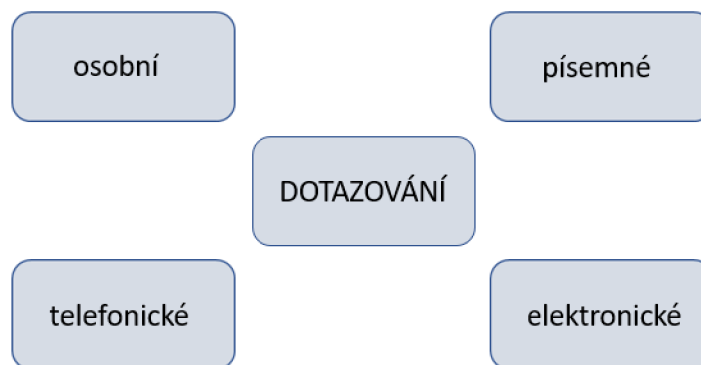 osobní
písemné
DOTAZOVÁNÍ
telefonické
elektronické